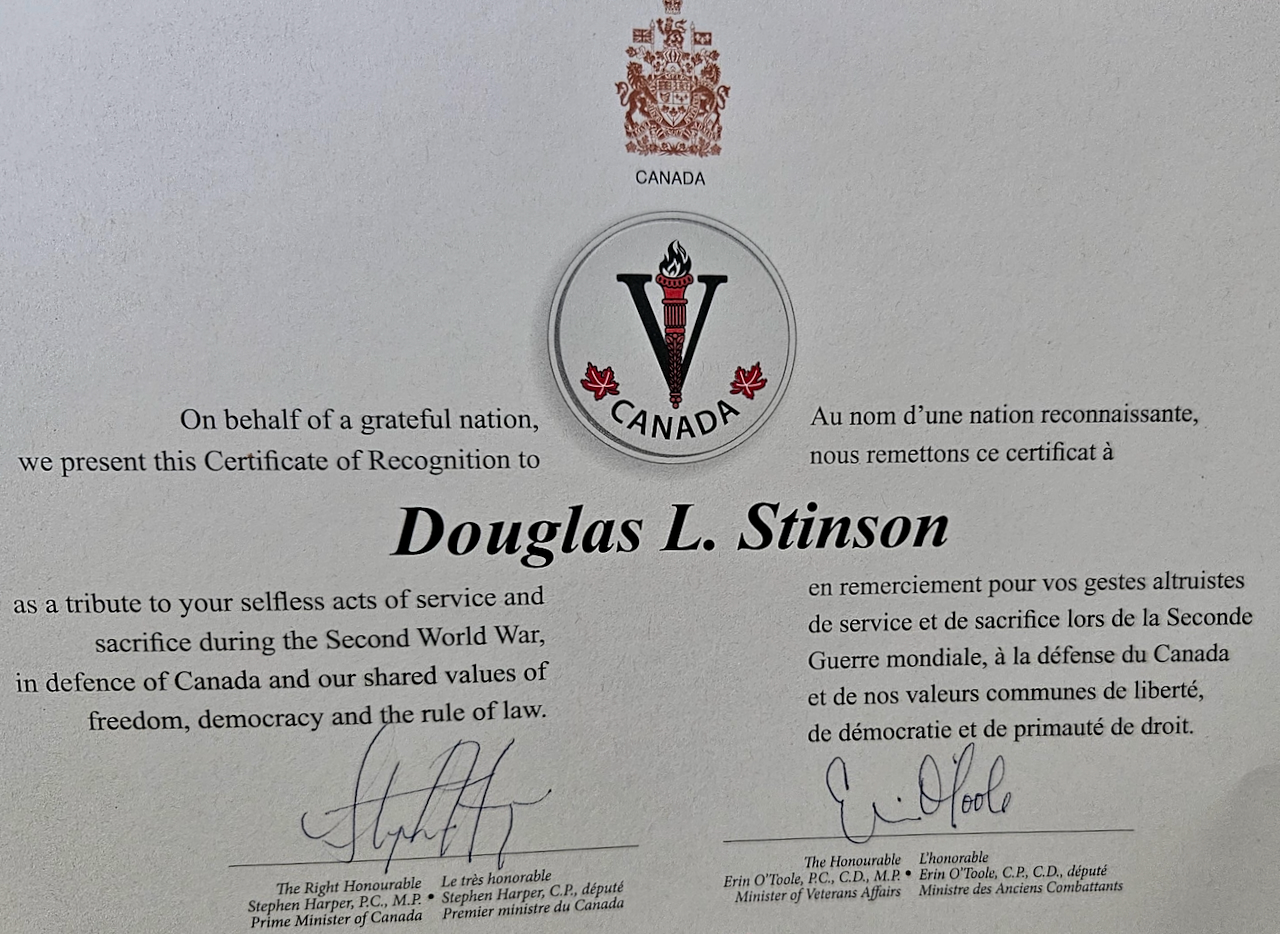 CANADA
V
CANADA
On behalf of a grateful nation,
we present this Certificate of Recognition to
Au nom d’une nation reconnaissante,
nous remettons ce certificat à
Douglas L. Stinson
as a tribute to your selfless acts of service and
sacrifice during the Second World War,
in defence of Canada and our shared values of
freedom, democracy and the rule of law.
en remerciement pour vos gestes altruistes
de service et de sacrifice lors de la Seconde
Guerre mondiale, à la défense du Canada
et de nos valeurs communes de liberté,
de démocratie et de primauté de droit.
Stephen Harper
The Right Honourable
Stephen Harper, P.C., M.P. •
Prime Minister of Canada
Le très honorable
Stephen Harper, C.P., député
Premier ministre du Canada
Erin O'Toole
The Honourable
Erin O’Toole, P.C., C.D., M.P. •
Minister of Veterans Affairs
L’honorable
Erin O’Toole, C.P., C.D., député
Ministre des Anciens Combattants